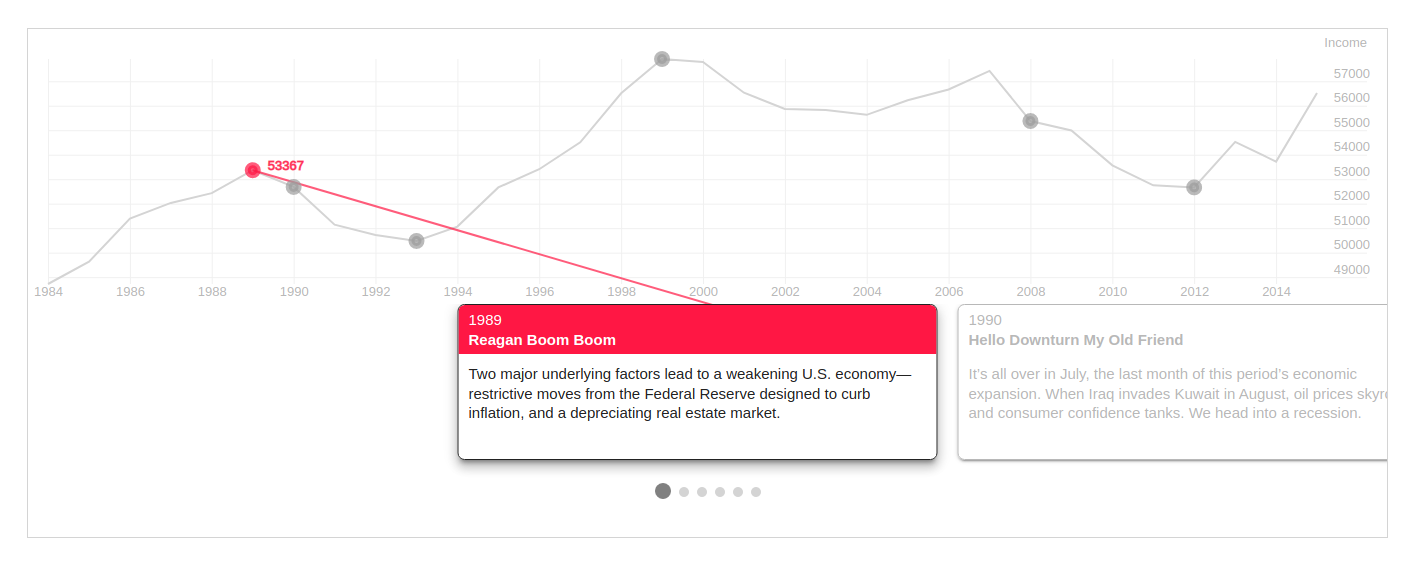 Income
57000
56000
55000
54000
53000
52000
51000
50000
49000
53367
1984 1986 1988 1990 1992 1994 1996 1998 2000 2002 2004 2006 2008 2010 2012 2014
1989
Reagan Boom Boom
Two major underlying factors lead to a weakening U.S. economy—
restrictive moves from the Federal Reserve designed to curb
inflation, and a depreciating real estate market.
1990
Hello Downturn My Old Friend
It's all over in July, the last month of this period's economic
expansion. When Iraq invades Kuwait in August, oil prices
and consumer confidence tanks. We head into a recession.